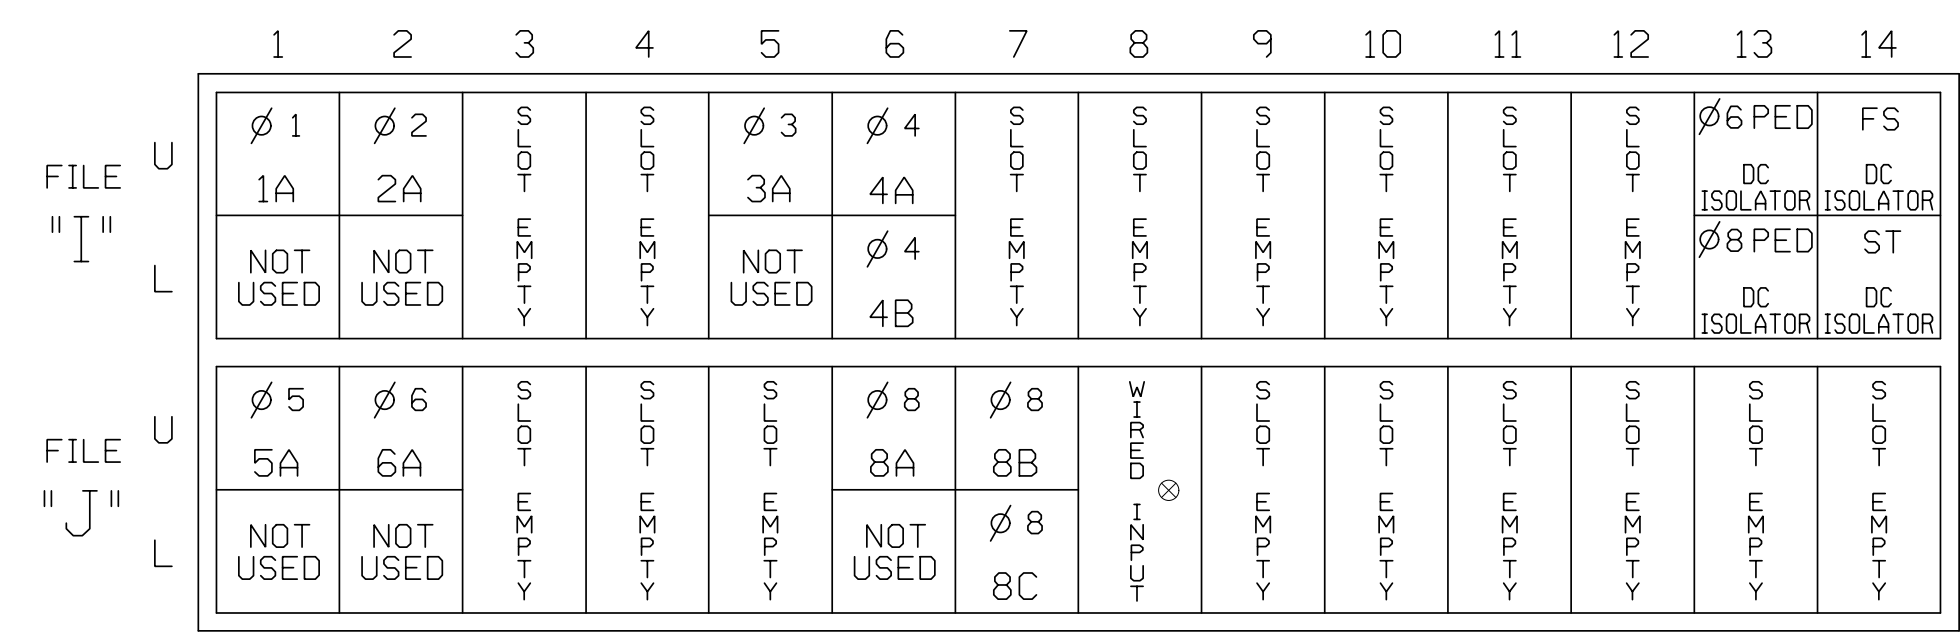 1 2 3 4 5 6 7 8 9 10 11 12 13 14
FILE "I"
U
Ø 1 Ø 2 SLOT EMPTY SLOT EMPTY Ø 3 Ø 4 SLOT EMPTY SLOT EMPTY SLOT EMPTY SLOT EMPTY SLOT EMPTY SLOT EMPTY Ø6 PED FS
1A 2A 3A 4A DC ISOLATOR DC ISOLATOR
L
NOT USED NOT USED NOT USED Ø 4 Ø8 PED ST
4B DC ISOLATOR DC ISOLATOR
FILE "J"
U
Ø 5 Ø 6 SLOT EMPTY SLOT EMPTY SLOT EMPTY Ø 8 Ø 8 WIRED INPUT SLOT EMPTY SLOT EMPTY SLOT EMPTY SLOT EMPTY SLOT EMPTY SLOT EMPTY
5A 6A 8A 8B
L
NOT USED NOT USED NOT USED Ø 8
8C